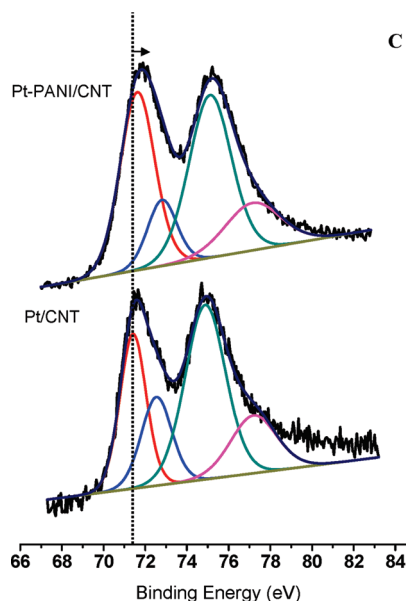 C
Pt-PANI/CNT
Pt/CNT
66 68 70 72 74 76 78 80 82 84
Binding Energy (eV)